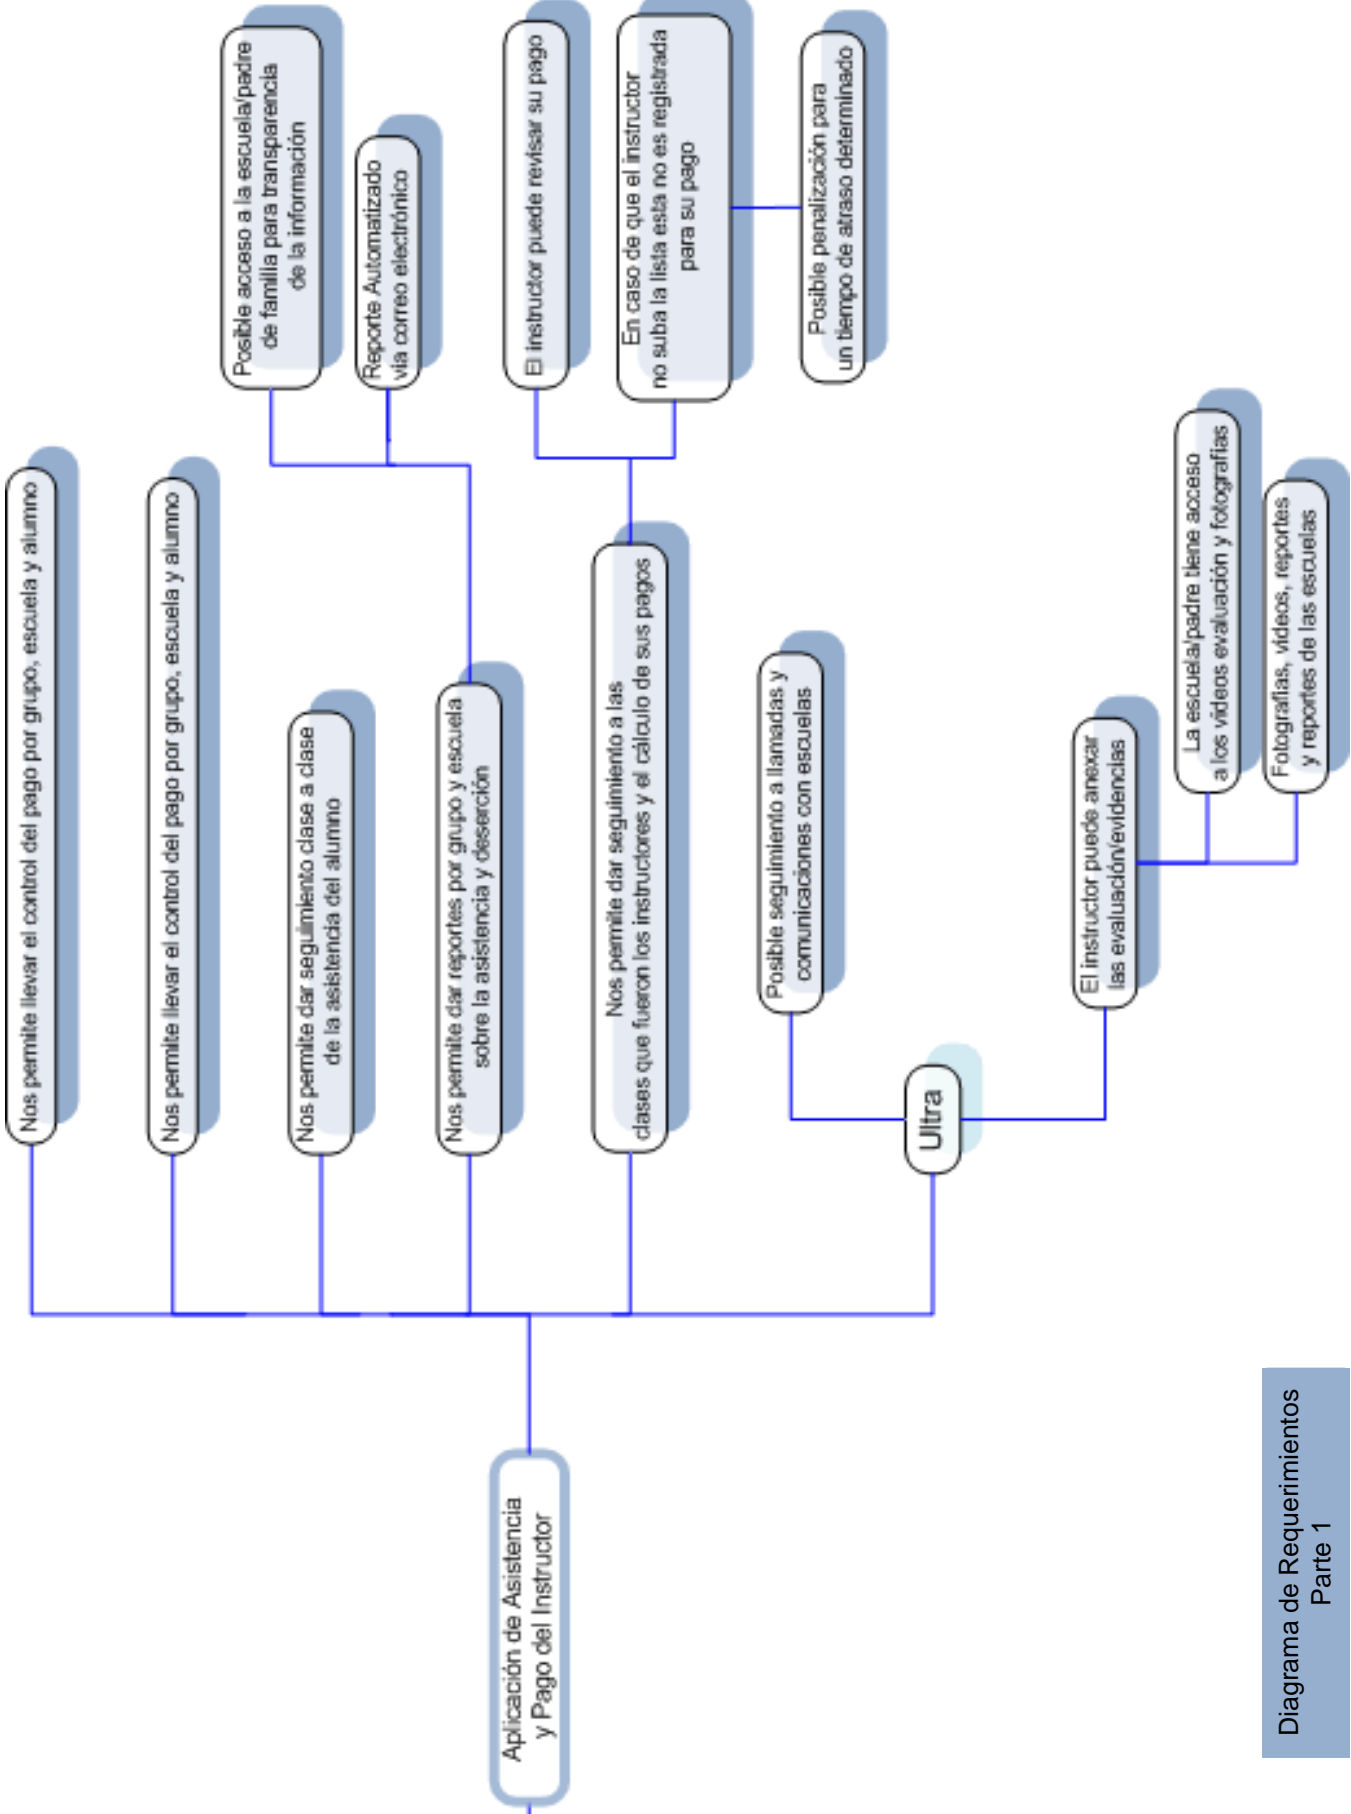 Aplicación de Asistencia
y Pago del Instructor
Nos permite llevar el control del pago por grupo, escuela y alumno
Nos permite llevar el control del pago por grupo, escuela y alumno
Nos permite dar seguimiento clase a clase
de la asistencia del alumno
Nos permite dar reportes por grupo y escuela
sobre la asistencia y deserción
Posible acceso a la escuela/padre
de familia para transparencia
de la información
Reporte Automatizado
vía correo electrónico
Nos permite dar seguimiento a las
clases que fueron los instructores y el cálculo de sus pagos
El instructor puede revisar su pago
En caso de que el instructor
no suba la lista esta no es registrada
para su pago
Posible penalización para
un tiempo de atraso determinado
Ultra
Posible seguimiento a llamadas y
comunicaciones con escuelas
El instructor puede anexar
las evaluación/evidencias
La escuela/padre tiene acceso
a los videos evaluación y fotografías
Fotografías, videos, reportes
y reportes de las escuelas
Diagrama de Requerimientos
Parte 1